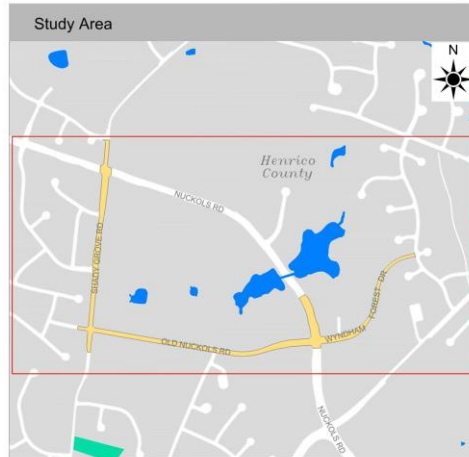 Study Area
N
Henrico
County
NUCKOLS RD
SHADY GROVE RD
OLD NUCKOLS RD
WYNDHAM FOREST DR
NUCKOLS RD